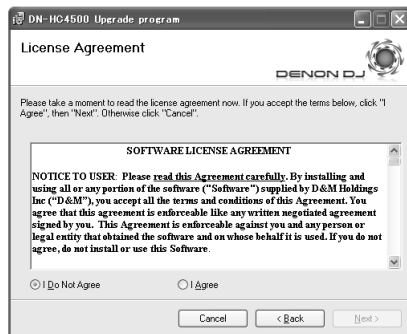 DN-HC4500 Upgrade program
License Agreement
DENON DJ
Please take a moment to read the license agreement now. If you accept the terms below, click "I
Agree", then "Next". Otherwise click "Cancel".
SOFTWARE LICENSE AGREEMENT
NOTICE TO USER: Please read this Agreement carefully. By installing and
using all or any portion of the software (“Software”) supplied by D&M Holdings
Inc (“D&M”), you accept all the terms and conditions of this Agreement. You
agree that this agreement is enforceable like any written negotiated agreement
signed by you. This Agreement is enforceable against you and any person or
legal entity that obtained the software and on whose behalf it is used. If you do not
agree, do not install or use this Software.
I Do Not Agree
I Agree
Cancel
< Back
Next >